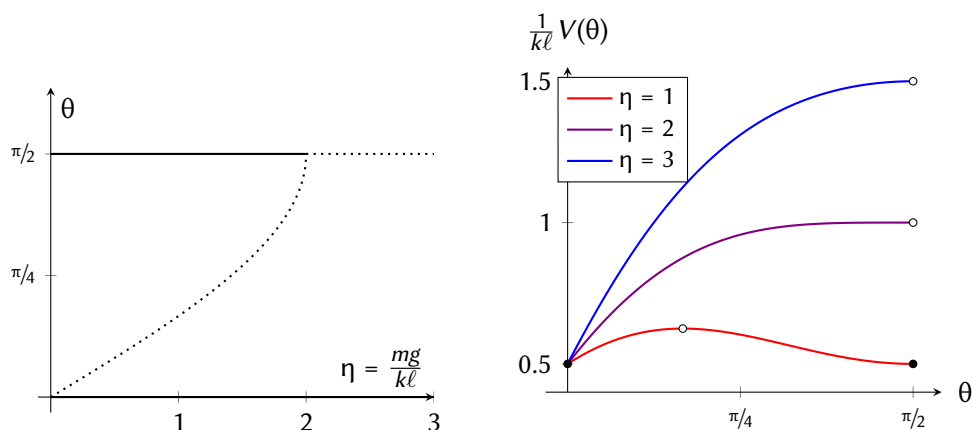 θ
π/2
π/4
η = mg/kℓ
1 2 3
1/kℓ V(θ)
1.5
η = 1
η = 2
η = 3
1
0.5
π/4 π/2
θ